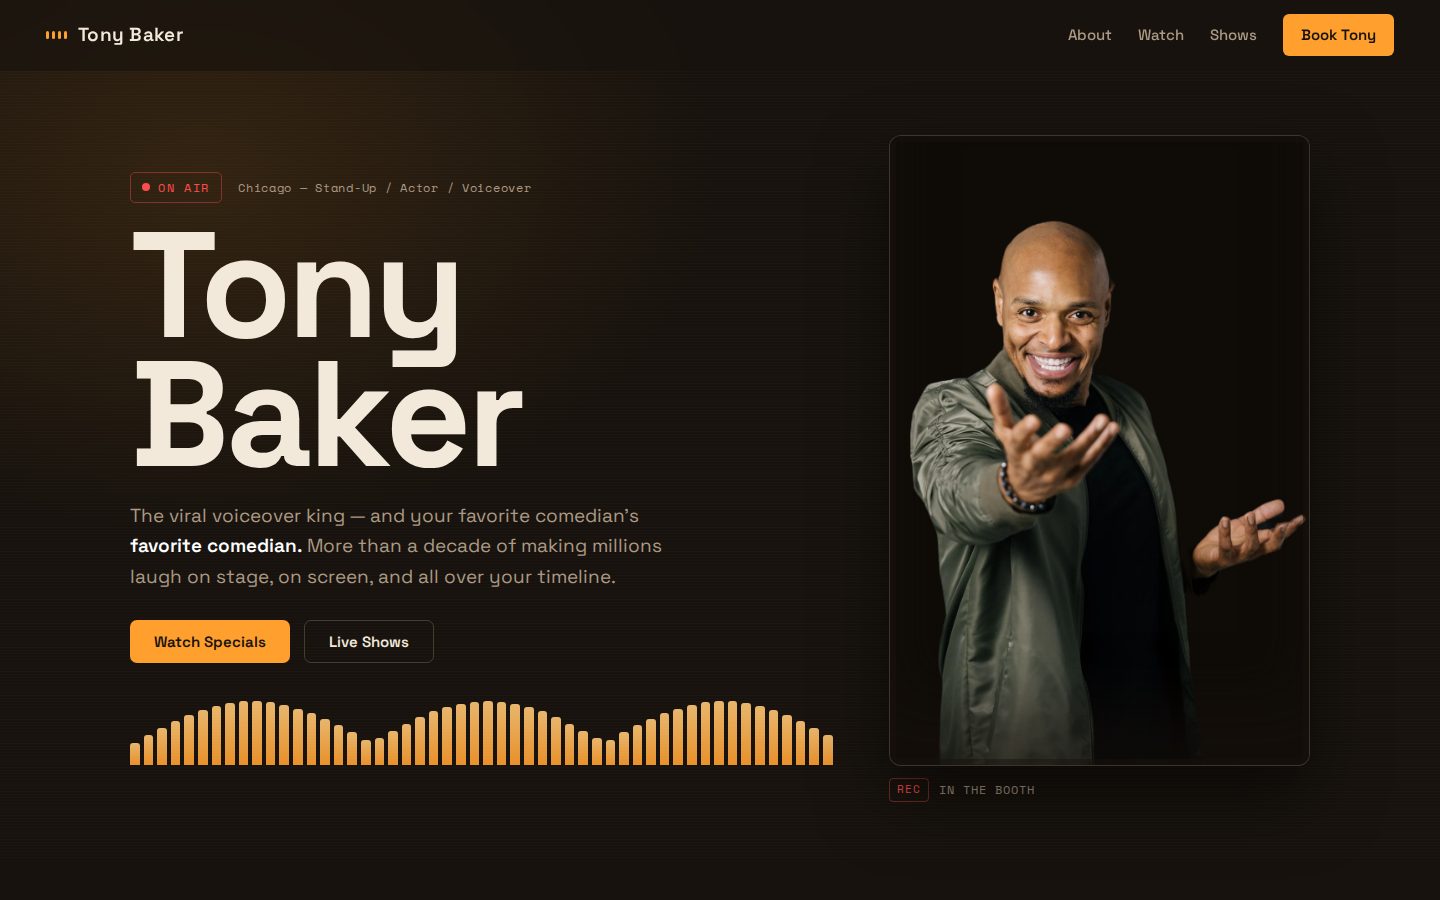 Tony Baker
About
Watch
Shows
Book Tony
ON AIR
Chicago — Stand-Up / Actor / Voiceover
Tony
Baker
The viral voiceover king — and your favorite comedian’s
favorite comedian. More than a decade of making millions
laugh on stage, on screen, and all over your timeline.
Watch Specials
Live Shows
REC
IN THE BOOTH